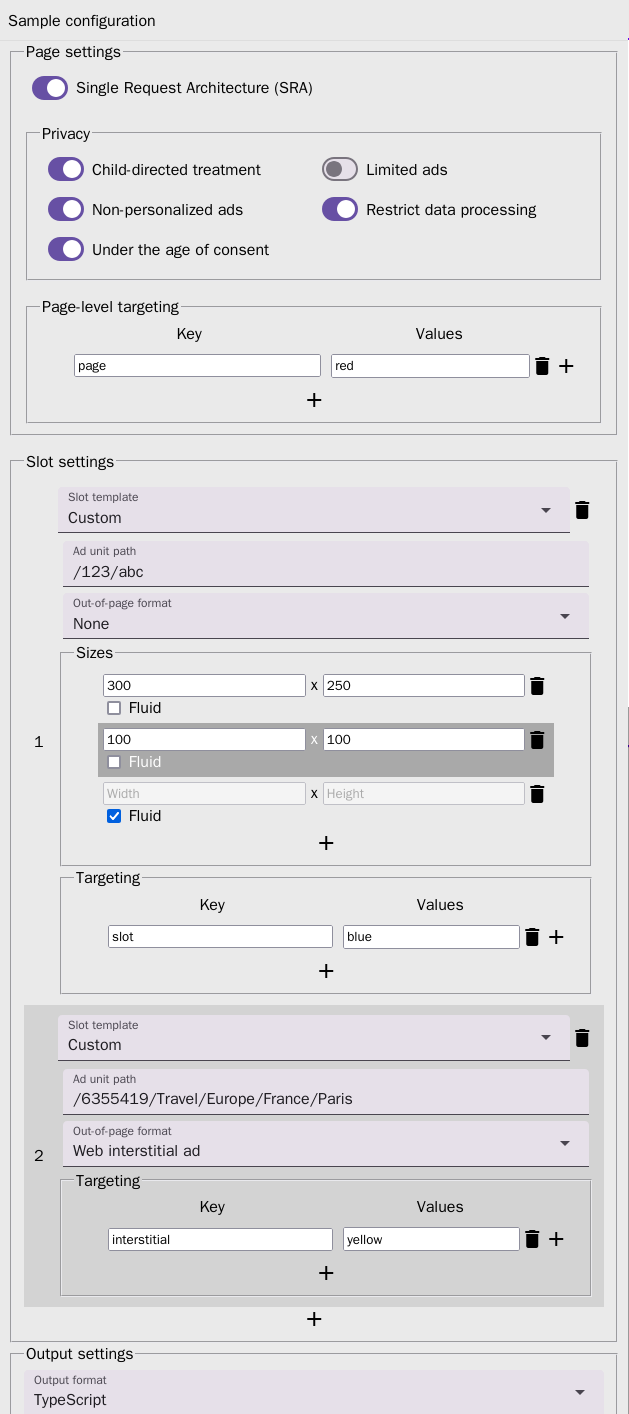 Sample configuration
Page settings
Single Request Architecture (SRA)
Privacy
Child-directed treatment
Limited ads
Non-personalized ads
Restrict data processing
Under the age of consent
Page-level targeting
Key Values
page red
+
+
Slot settings
Slot template
Custom
Ad unit path
/123/abc
Out-of-page format
None
Sizes
300 x 250
Fluid
1
100 x 100
Fluid
Width x Height
Fluid
+
Targeting
Key Values
slot blue
+
+
Slot template
Custom
Ad unit path
/6355419/Travel/Europe/France/Paris
Out-of-page format
2
Web interstitial ad
Targeting
Key Values
interstitial yellow
+
+
+
Output settings
Output format
TypeScript